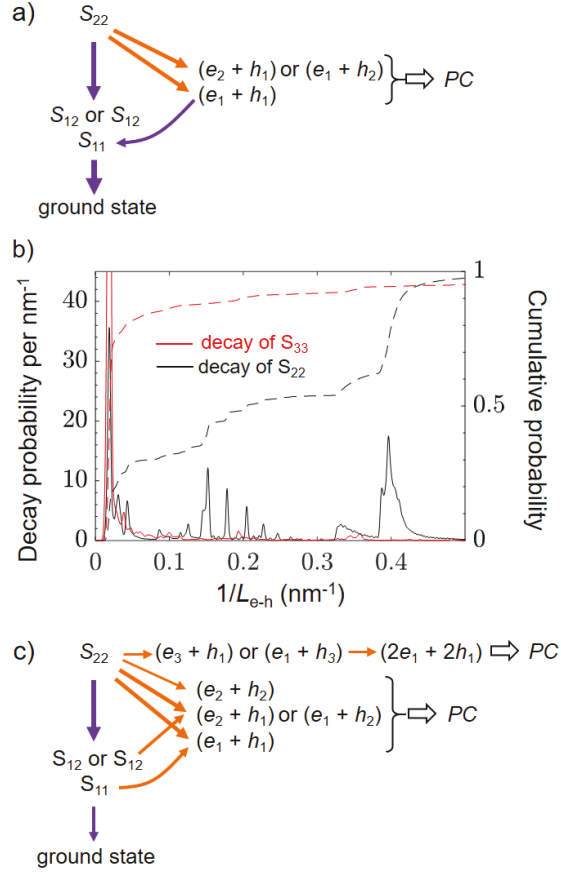 a)
S22
(e2 + h1) or (e1 + h2)
(e1 + h1)
PC
S12 or S12
S11
ground state
b)
Decay probability per nm-1
40
30
20
10
0
decay of S33
decay of S22
1
0.5
0
Cumulative probability
0 0.1 0.2 0.3 0.4
1/Le-h (nm-1)
c)
S22 (e3 + h1) or (e1 + h3) (2e1 + 2h1) PC
(e2 + h2)
(e2 + h1) or (e1 + h2)
(e1 + h1)
PC
S12 or S12
S11
ground state